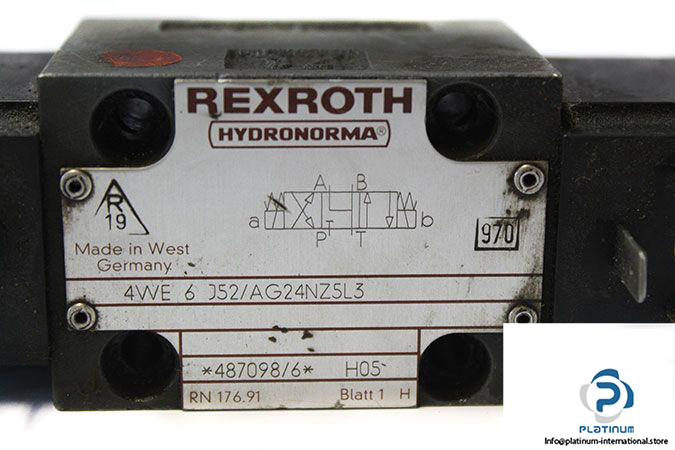 REXROTH
HYDRONORMA®
A B
a b
P T
R
19
970
Made in West
Germany
4WE 6 J52/AG24NZ5L3
*487098/6* H05
RN 176.91 Blatt 1 H
PLATINUM
info@platinum-international.store